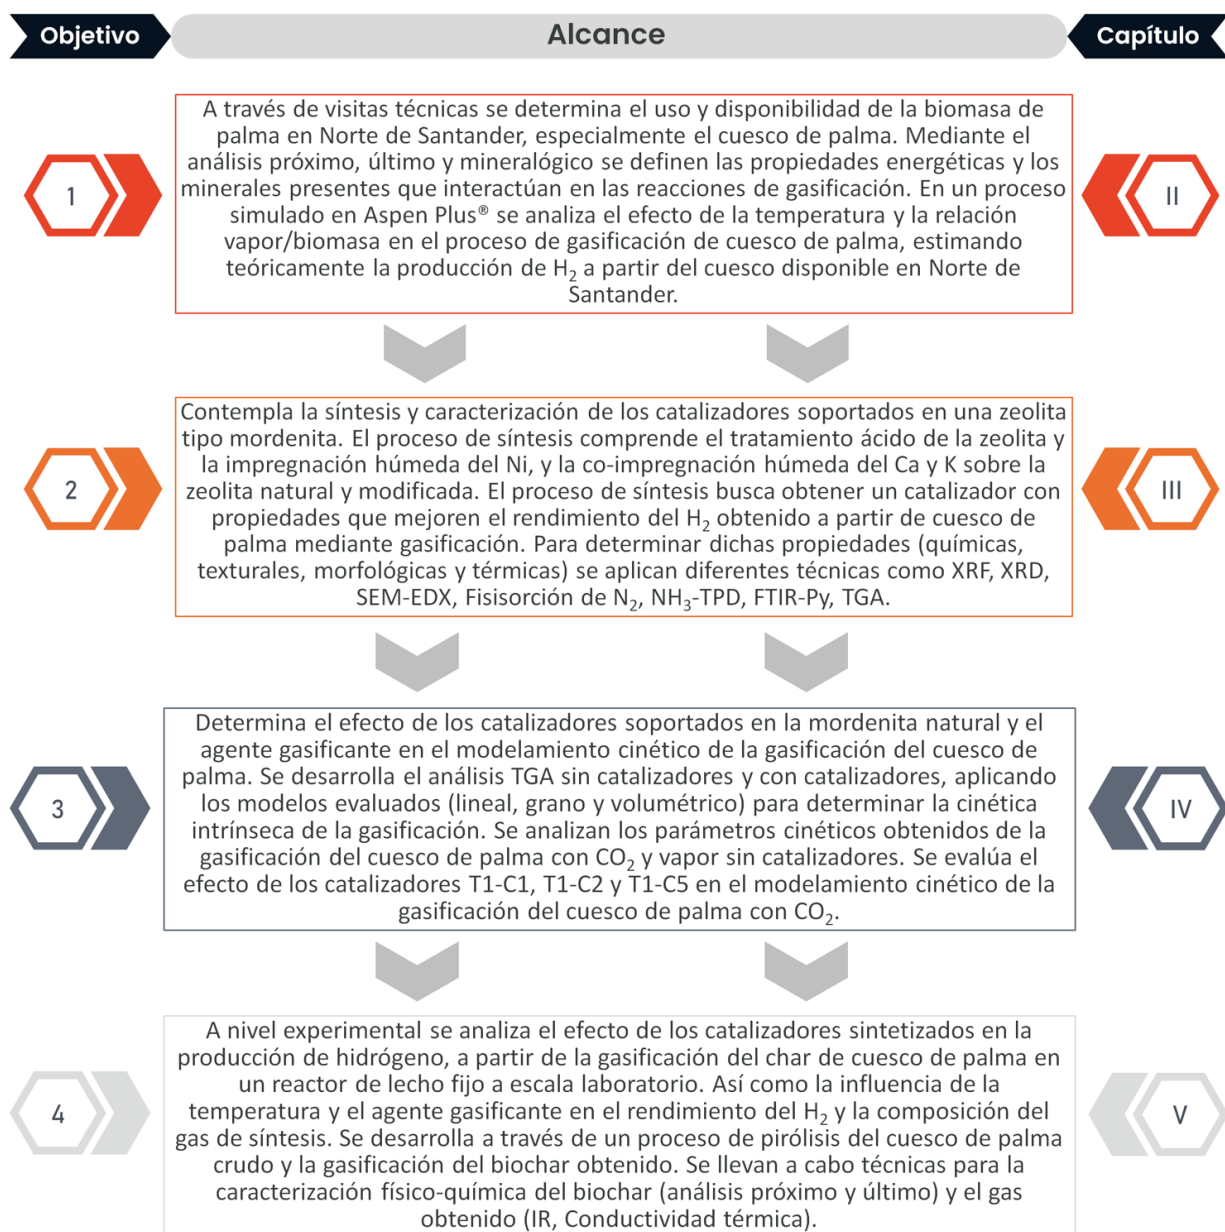 Objetivo
Alcance
Capítulo
1
A través de visitas técnicas se determina el uso y disponibilidad de la biomasa de
palma en Norte de Santander, especialmente el cuesco de palma. Mediante el
análisis próximo, último y mineralógico se definen las propiedades energéticas y los
minerales presentes que interactúan en las reacciones de gasificación. En un proceso
simulado en Aspen Plus® se analiza el efecto de la temperatura y la relación
vapor/biomasa en el proceso de gasificación de cuesco de palma, estimando
teóricamente la producción de H₂ a partir del cuesco disponible en Norte de
Santander.
II
2
Contempla la síntesis y caracterización de los catalizadores soportados en una zeolita
tipo mordenita. El proceso de síntesis comprende el tratamiento ácido de la zeolita y
la impregnación húmeda del Ni, y la co-impregnación húmeda del Ca y K sobre la
zeolita natural y modificada. El proceso de síntesis busca obtener un catalizador con
propiedades que mejoren el rendimiento del H₂ obtenido a partir de cuesco de
palma mediante gasificación. Para determinar dichas propiedades (químicas,
texturales, morfológicas y térmicas) se aplican diferentes técnicas como XRF, XRD,
SEM-EDX, Fisisorción de N₂, NH₃-TPD, FTIR-Py, TGA.
III
3
Determina el efecto de los catalizadores soportados en la mordenita natural y el
agente gasificante en el modelamiento cinético de la gasificación del cuesco de
palma. Se desarrolla el análisis TGA sin catalizadores y con catalizadores, aplicando
los modelos evaluados (lineal, grano y volumétrico) para determinar la cinética
intrínseca de la gasificación. Se analizan los parámetros cinéticos obtenidos de la
gasificación del cuesco de palma con CO₂ y vapor sin catalizadores. Se evalúa el
efecto de los catalizadores T1-C1, T1-C2 y T1-C5 en el modelamiento cinético de la
gasificación del cuesco de palma con CO₂.
IV
4
A nivel experimental se analiza el efecto de los catalizadores sintetizados en la
producción de hidrógeno, a partir de la gasificación del char de cuesco de palma en
un reactor de lecho fijo a escala laboratorio. Así como la influencia de la
temperatura y el agente gasificante en el rendimiento del H₂ y la composición del
gas de síntesis. Se desarrolla a través de un proceso de pirólisis del cuesco de palma
crudo y la gasificación del biochar obtenido. Se llevan a cabo técnicas para la
caracterización físico-química del biochar (análisis próximo y último) y el gas
obtenido (IR, Conductividad térmica).
V